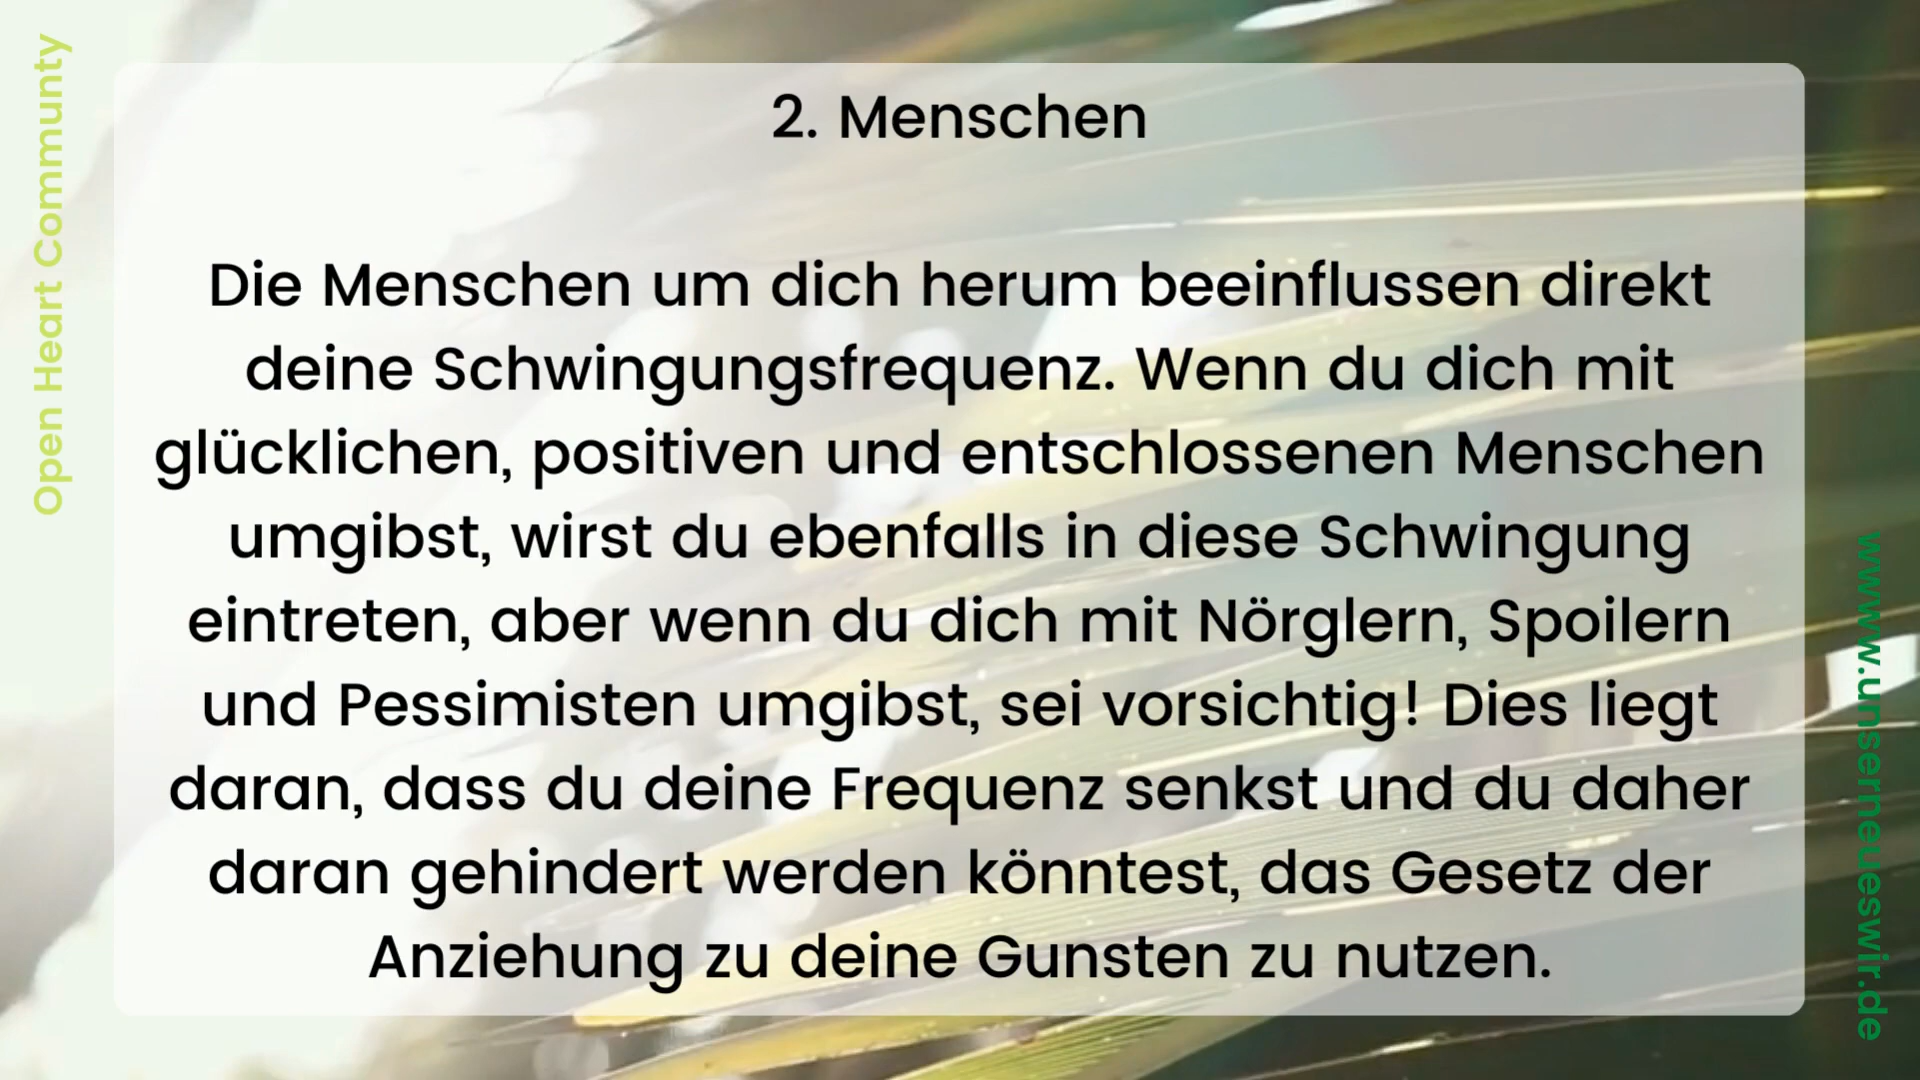 Open Heart Communty
2. Menschen
Die Menschen um dich herum beeinflussen direkt
deine Schwingungsfrequenz. Wenn du dich mit
glücklichen, positiven und entschlossenen Menschen
umgibst, wirst du ebenfalls in diese Schwingung
eintreten, aber wenn du dich mit Nörglern, Spoilern
und Pessimisten umgibst, sei vorsichtig! Dies liegt
daran, dass du deine Frequenz senkst und du daher
daran gehindert werden könntest, das Gesetz der
Anziehung zu deine Gunsten zu nutzen.
www.unserneueswir.de